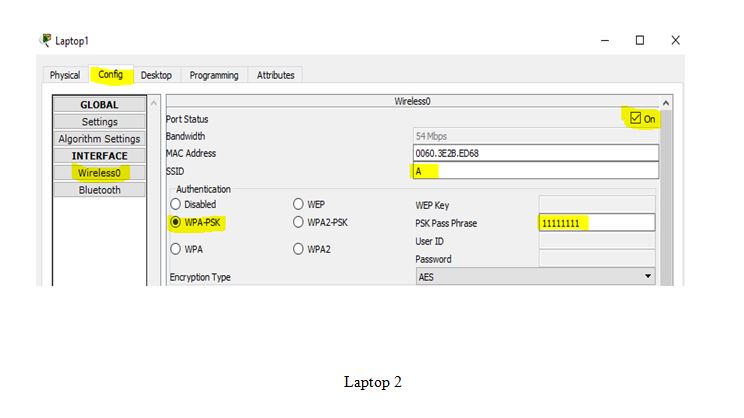 Laptop1
Physical Config Desktop Programming Attributes
GLOBAL
Settings
Algorithm Settings
INTERFACE
Wireless0
Bluetooth
Wireless0
Port Status On
Bandwidth 54 Mbps
MAC Address 0060.3E2B.ED68
SSID A
Authentication
Disabled WEP WEP Key
WPA-PSK WPA2-PSK PSK Pass Phrase 11111111
User ID
WPA WPA2
Password
Encryption Type AES
Laptop 2